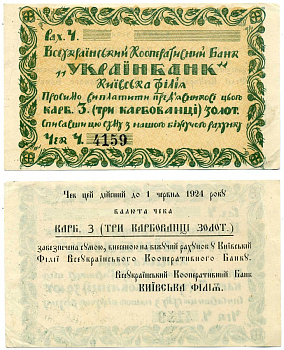 Рах. Ч.
Всеукраїнський Кооперативний Банк
„УКРАЇНБАНК"
Київська філія
Просимо виплатити пред'явникові цього
КАРБ. 3. (ТРИ КАРБОВАНЦІ) ЗОЛОТ.
Списавши суму з нашого біжучого рахунку
Чек Ч. 4159
Чек цей дійсний до 1 червня 1924 року
ВАЛЮТА ЧЕКА
КАРБ. 3 (ТРИ КАРБОВАНЦІ ЗОЛОТ.)
забезпечена сумою, внесеною на біжучий рахунок у Київській
Філії Всеукраїнського Кооперативного Банку.
Всеукраїнський Кооперативний Банк
КИЇВСЬКА ФІЛІЯ.